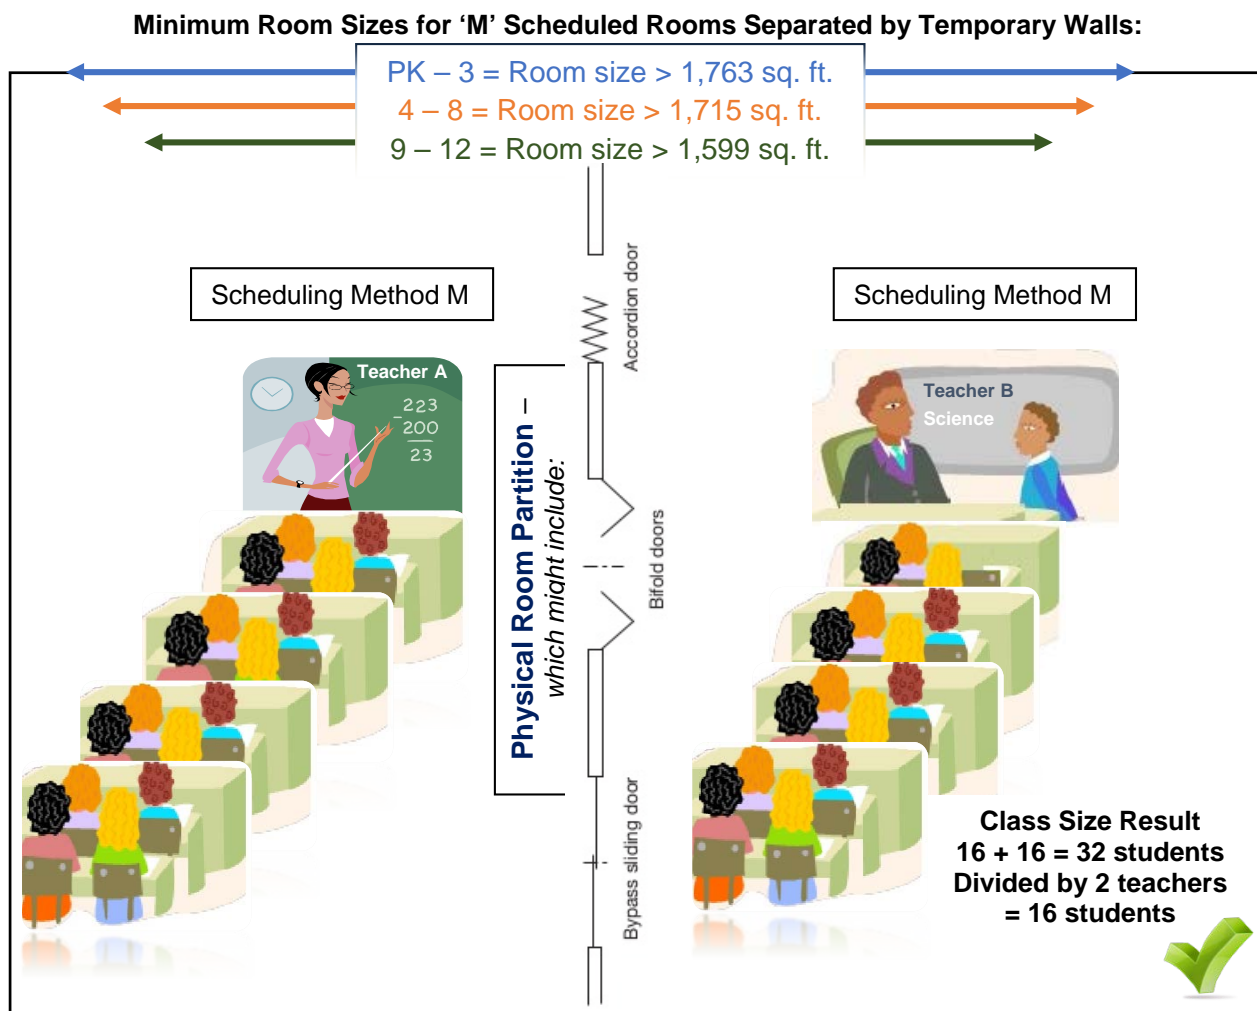 Minimum Room Sizes for ‘M’ Scheduled Rooms Separated by Temporary Walls:
PK – 3 = Room size > 1,763 sq. ft.
4 – 8 = Room size > 1,715 sq. ft.
9 – 12 = Room size > 1,599 sq. ft.
Scheduling Method M
Teacher A
223
- 200
23
Physical Room Partition –
which might include:
Accordion door
Bifold doors
Bypass sliding door
Scheduling Method M
Teacher B
Science
Class Size Result
16 + 16 = 32 students
Divided by 2 teachers
= 16 students